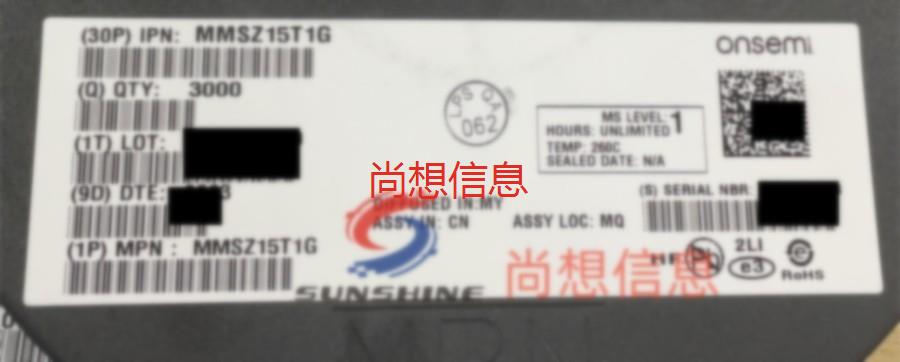 (30P) IPN: MMSZ15T1G
onsemi
(Q) QTY: 3000
LPS QA
062
MS LEVEL: 1
HOURS: UNLIMITED
TEMP: 260C
SEALED DATE: N/A
(1T) LOT:
尚想信息
(9D) DTE:
(S) SERIAL NBR:
DIFFUSED IN:MY
ASSY IN: CN
ASSY LOC: MQ
(1P) MPN : MMSZ15T1G
HF
2LI
e3
RoHS
尚想信息
SUNSHINE
MPN